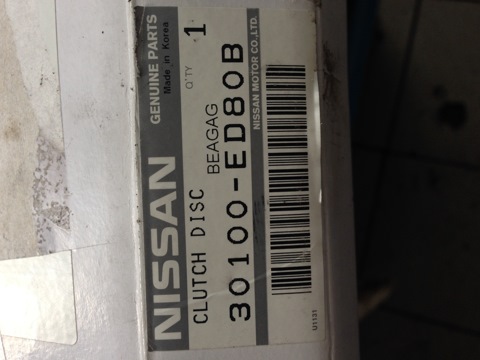 NISSAN GENUINE PARTS
Made in Korea
CLUTCH DISC Q'TY 1
BEAGAG
30100-ED80B
NISSAN MOTOR CO.,LTD.
U1131